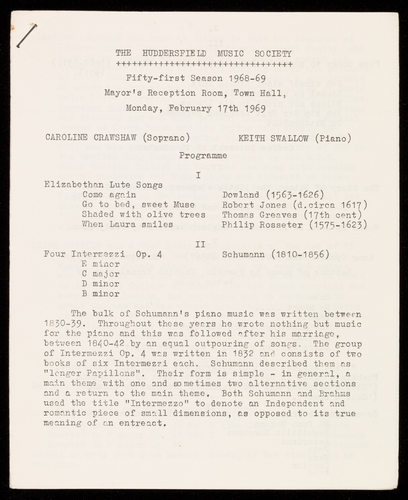 THE HUDDERSFIELD MUSIC SOCIETY
++++++++++++++++++++++++++++++
Fifty-first Season 1968-69
Mayor's Reception Room, Town Hall,
Monday, February 17th 1969
CAROLINE CRAWSHAW (Soprano) KEITH SWALLOW (Piano)
Programme
I
Elizabethan Lute Songs
Come again Dowland (1563-1626)
Go to bed, sweet Muse Robert Jones (d.circa 1617)
Shaded with olive trees Thomas Greaves (17th cent)
When Laura smiles Philip Rosseter (1575-1623)
II
Four Intermezzi Op. 4 Schumann (1810-1856)
E minor
C major
D minor
B minor
The bulk of Schumann's piano music was written between
1830-39. Throughout these years he wrote nothing but music
for the piano and this was followed after his marriage,
between 1840-42 by an equal outpouring of songs. The group
of Intermezzi Op. 4 was written in 1832 and consists of two
books of six Intermezzi each. Schumann described them as
"longer Papillons". Their form is simple - in general, a
main theme with one and sometimes two alternative sections
and a return to the main theme. Both Schumann and Brahms
used the title "Intermezzo" to denote an Independent and
romantic piece of small dimensions, as opposed to its true
meaning of an entreact.